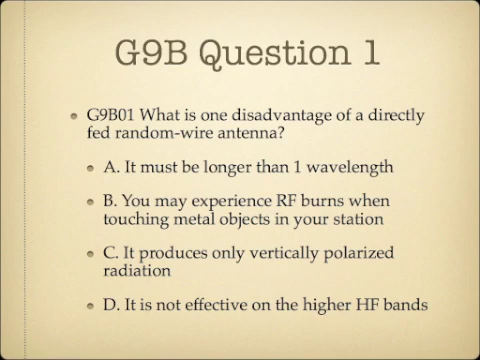 G9B Question 1
G9B01 What is one disadvantage of a directly
fed random-wire antenna?
A. It must be longer than 1 wavelength
B. You may experience RF burns when
touching metal objects in your station
C. It produces only vertically polarized
radiation
D. It is not effective on the higher HF bands